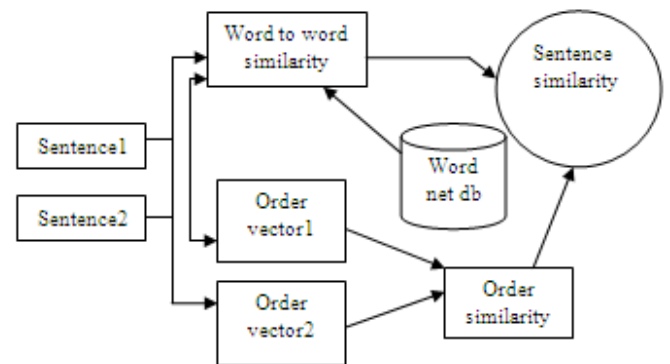 Word to word
similarity
Sentence
similarity
Sentence1
Word
net db
Sentence2
Order
vector1
Order
vector2
Order
similarity